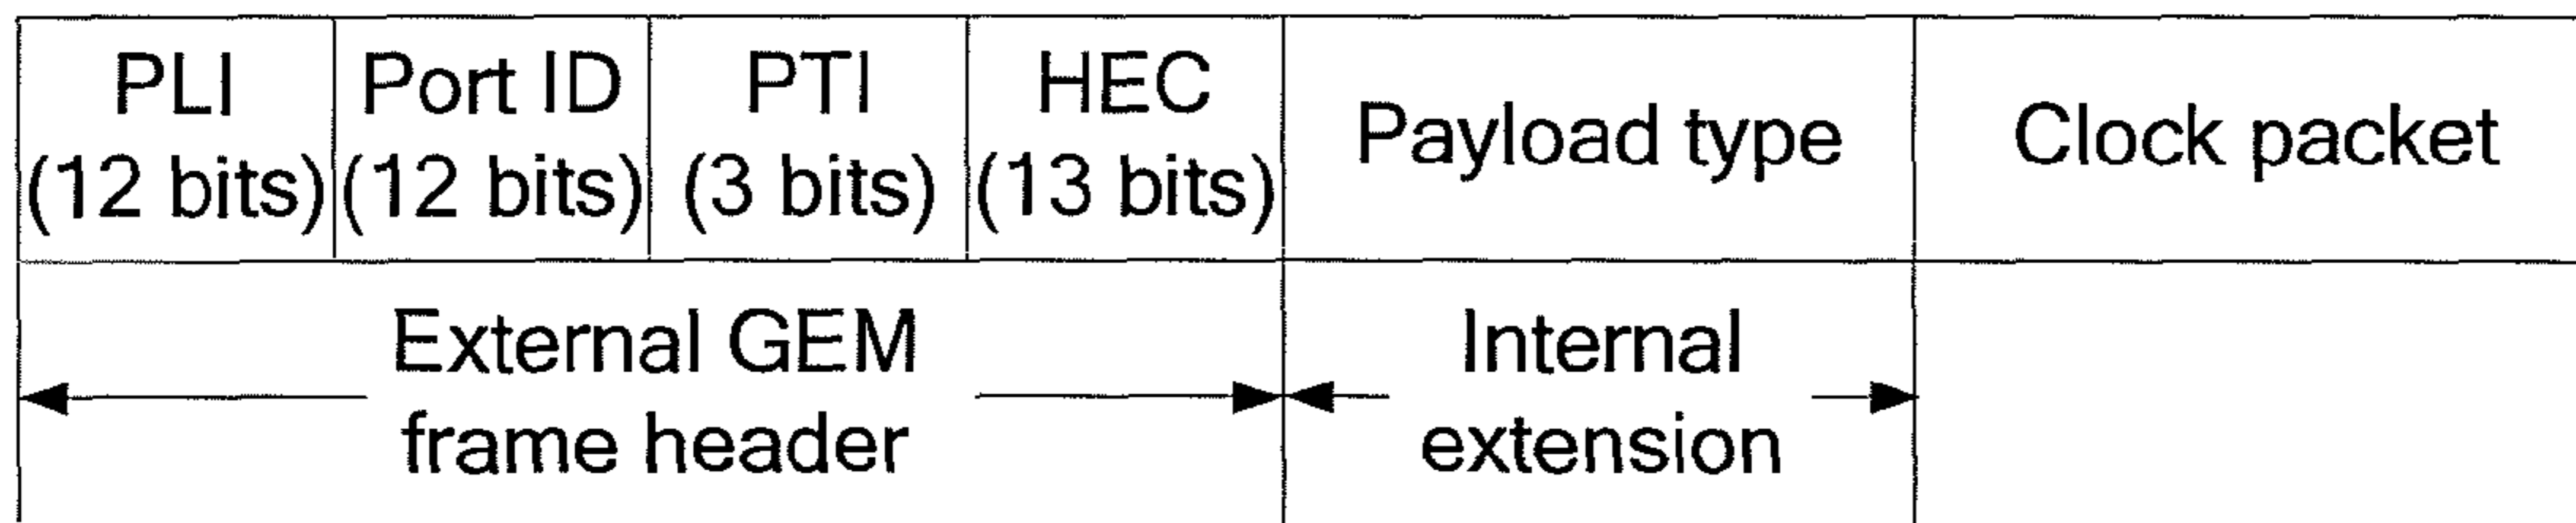 PLI
(12 bits)
Port ID
(12 bits)
PTI
(3 bits)
HEC
(13 bits)
Payload type
Clock packet
External GEM
frame header
Internal
extension